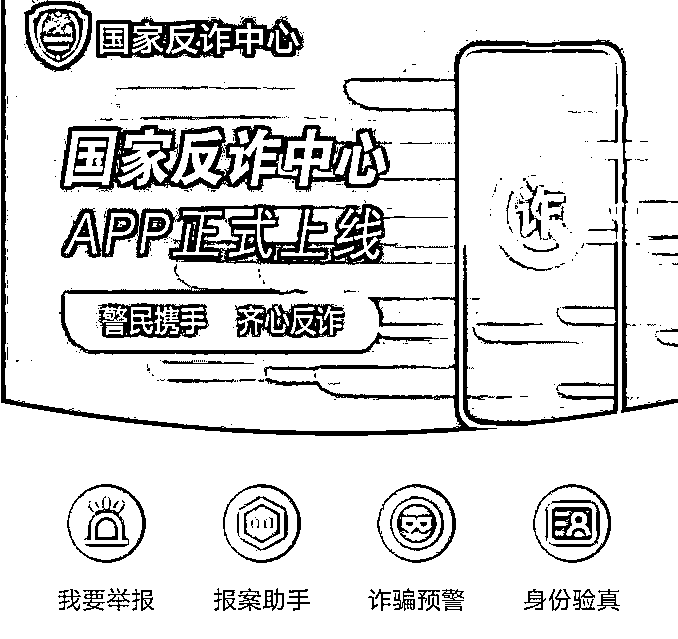 国家反诈中心
国家反诈中心
APP正式上线
警民携手 齐心反诈
诈
我要举报 报案助手 诈骗预警 身份验真